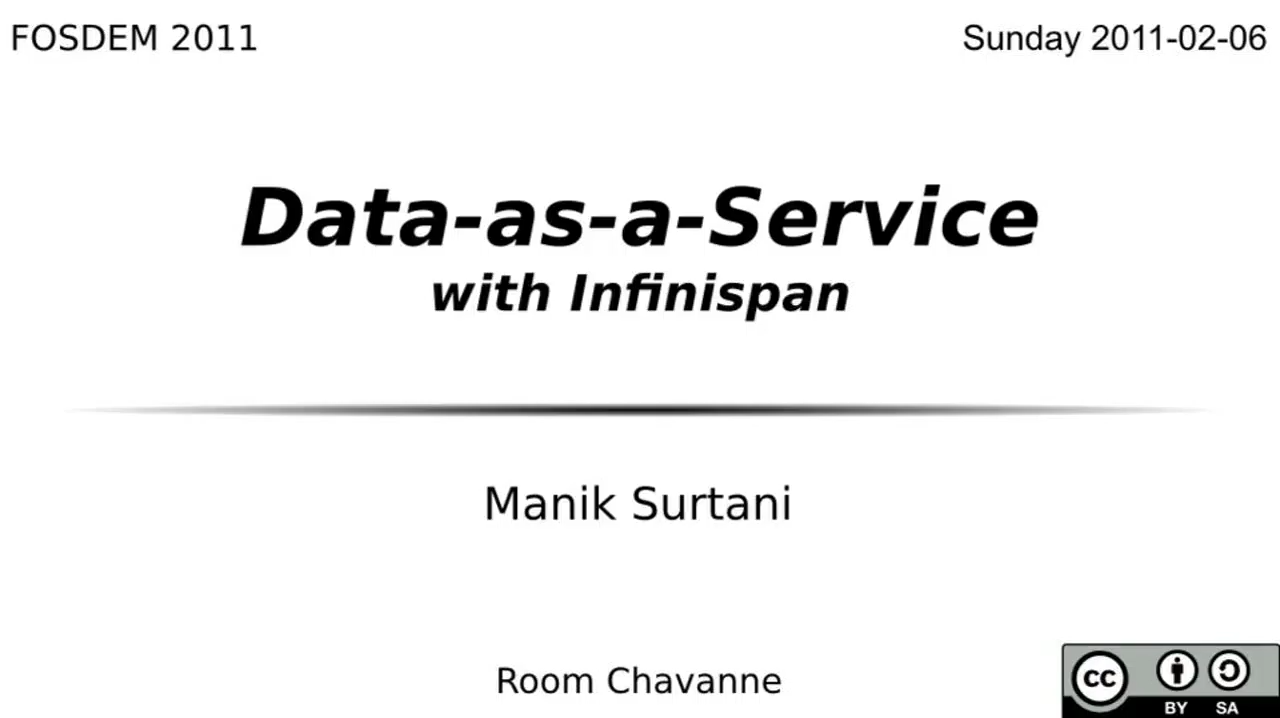 FOSDEM 2011
Sunday 2011-02-06
Data-as-a-Service
with Infinispan
Manik Surtani
Room Chavanne
cc
BY SA